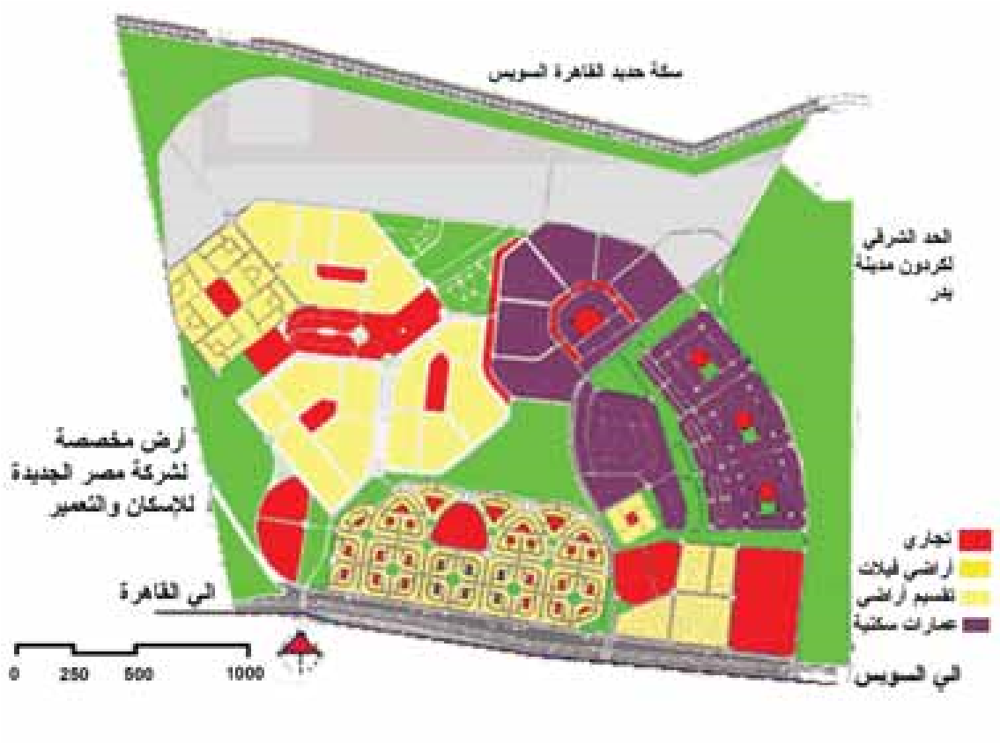 سكة حديد القاهرة السويس
الحد الشرقي
لكردون مدينة
بدر
أرض مخصصة
لشركة مصر الجديدة
للإسكان والتعمير
تجاري
أراضي فيلات
تقسيم أراضي
عمارات سكنية
الي القاهرة
الي السويس
0 250 500 1000